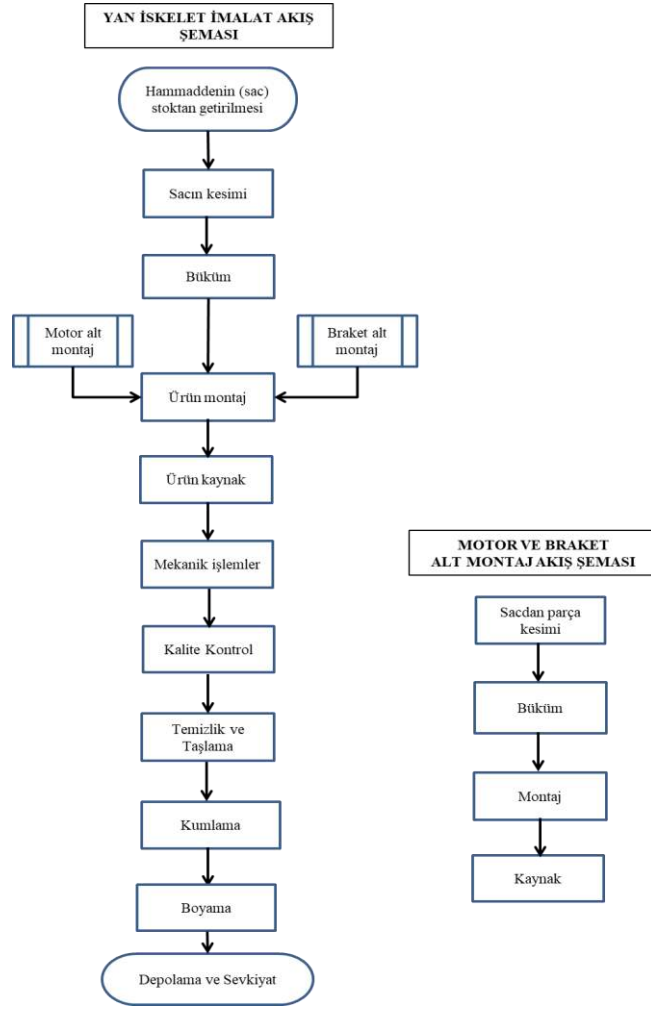 YAN İSKELET İMALAT AKIŞ
ŞEMASI
Hammaddenin (sac)
stoktan getirilmesi
Sacın kesimi
Büküm
Motor alt
montaj
Braket alt
montaj
Ürün montaj
Ürün kaynak
Mekanik işlemler
Kalite Kontrol
Temizlik ve
Taşlama
Kumlama
Boyama
Depolama ve Sevkiyat
MOTOR VE BRAKET
ALT MONTAJ AKIŞ ŞEMASI
Sacdan parça
kesimi
Büküm
Montaj
Kaynak